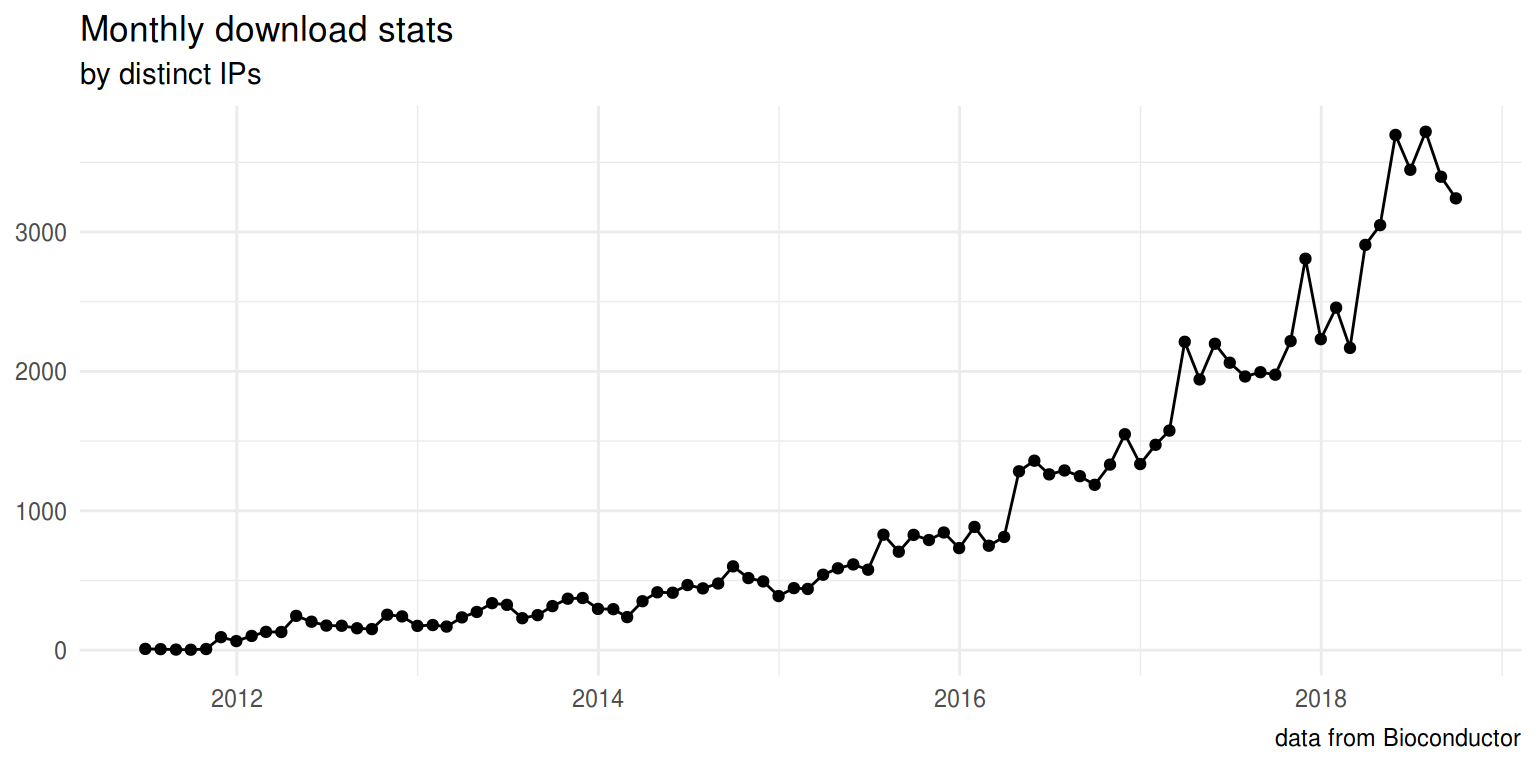 Monthly download stats
by distinct IPs
3000
2000
1000
0
2012
2014
2016
2018
data from Bioconductor